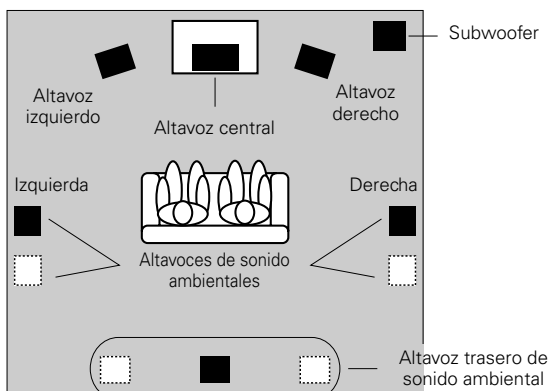 Subwoofer
Altavoz
izquierdo
Altavoz central
Altavoz
derecho
Izquierda
Derecha
Altavoces de sonido
ambientales
Altavoz trasero de
sonido ambiental